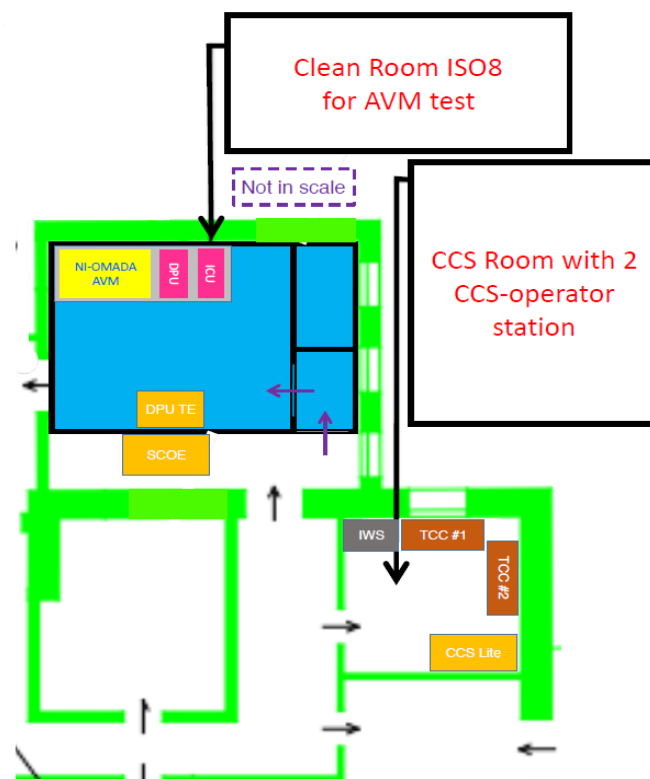 Clean Room ISO8
for AVM test
Not in scale
CCS Room with 2
CCS-operator
station
NI-OMADA
AVM
DPU
ICU
DPU TE
SCOE
IWS
TCC #1
TCC #2
CCS Lite